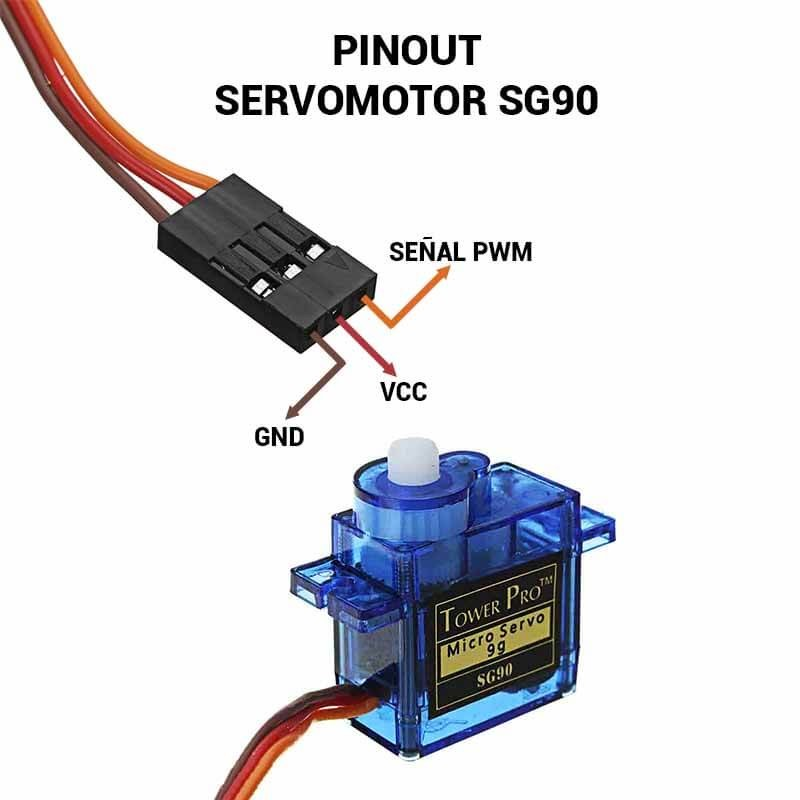 PINOUT
SERVOMOTOR SG90
SEÑAL PWM
VCC
GND
TOWER PRO™
Micro Servo
9g
SG90